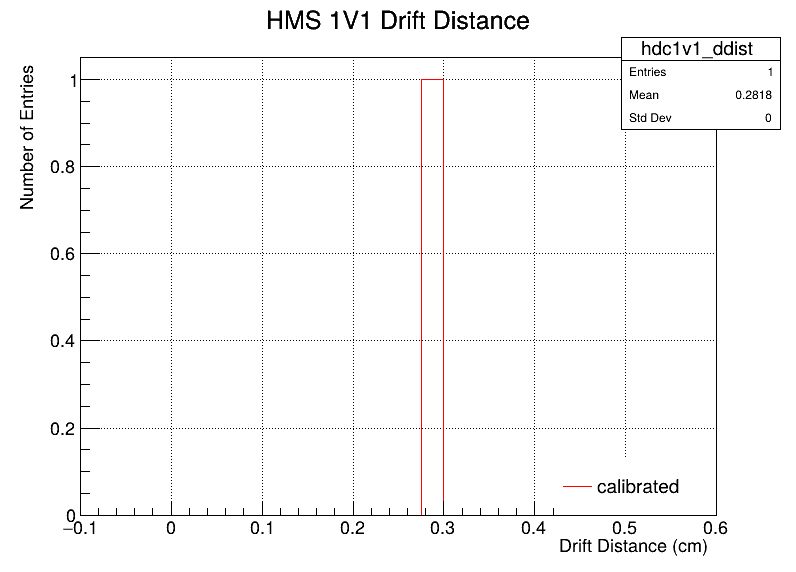 HMS 1V1 Drift Distance
hdc1v1_ddist
Entries 1
Mean 0.2818
Std Dev 0
Number of Entries
1
0.8
0.6
0.4
0.2
0
−0.1 0 0.1 0.2 0.3 0.4 0.5 0.6
calibrated
Drift Distance (cm)